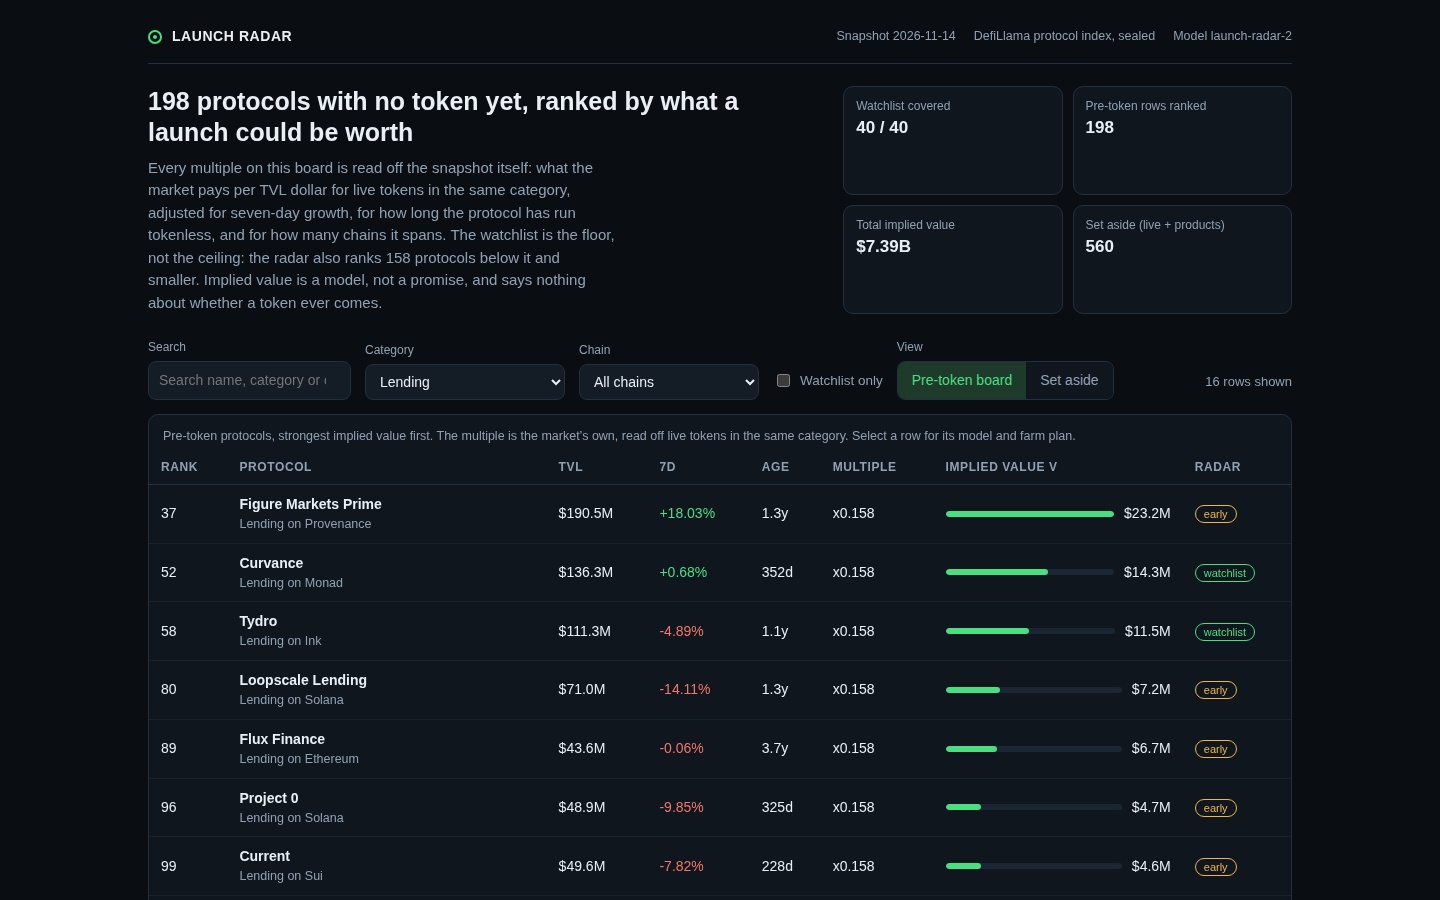 LAUNCH RADAR
Snapshot 2026-11-14 DefiLlama protocol index, sealed Model launch-radar-2
198 protocols with no token yet, ranked by what a
launch could be worth
Every multiple on this board is read off the snapshot itself: what the
market pays per TVL dollar for live tokens in the same category,
adjusted for seven-day growth, for how long the protocol has run
tokenless, and for how many chains it spans. The watchlist is the floor,
not the ceiling: the radar also ranks 158 protocols below it and
smaller. Implied value is a model, not a promise, and says nothing
about whether a token ever comes.
Watchlist covered
40 / 40
Pre-token rows ranked
198
Total implied value
$7.39B
Set aside (live + products)
560
Search
Search name, category or
Category
Lending
Chain
All chains
Watchlist only
View
Pre-token board Set aside
16 rows shown
Pre-token protocols, strongest implied value first. The multiple is the market's own, read off live tokens in the same category. Select a row for its model and farm plan.
RANK PROTOCOL TVL 7D AGE MULTIPLE IMPLIED VALUE V RADAR
37 Figure Markets Prime $190.5M +18.03% 1.3y x0.158 $23.2M early
Lending on Provenance
52 Curvance $136.3M +0.68% 352d x0.158 $14.3M watchlist
Lending on Monad
58 Tydro $111.3M -4.89% 1.1y x0.158 $11.5M watchlist
Lending on Ink
80 Loopscale Lending $71.0M -14.11% 1.3y x0.158 $7.2M early
Lending on Solana
89 Flux Finance $43.6M -0.06% 3.7y x0.158 $6.7M early
Lending on Ethereum
96 Project 0 $48.9M -9.85% 325d x0.158 $4.7M early
Lending on Solana
99 Current $49.6M -7.82% 228d x0.158 $4.6M early
Lending on Sui